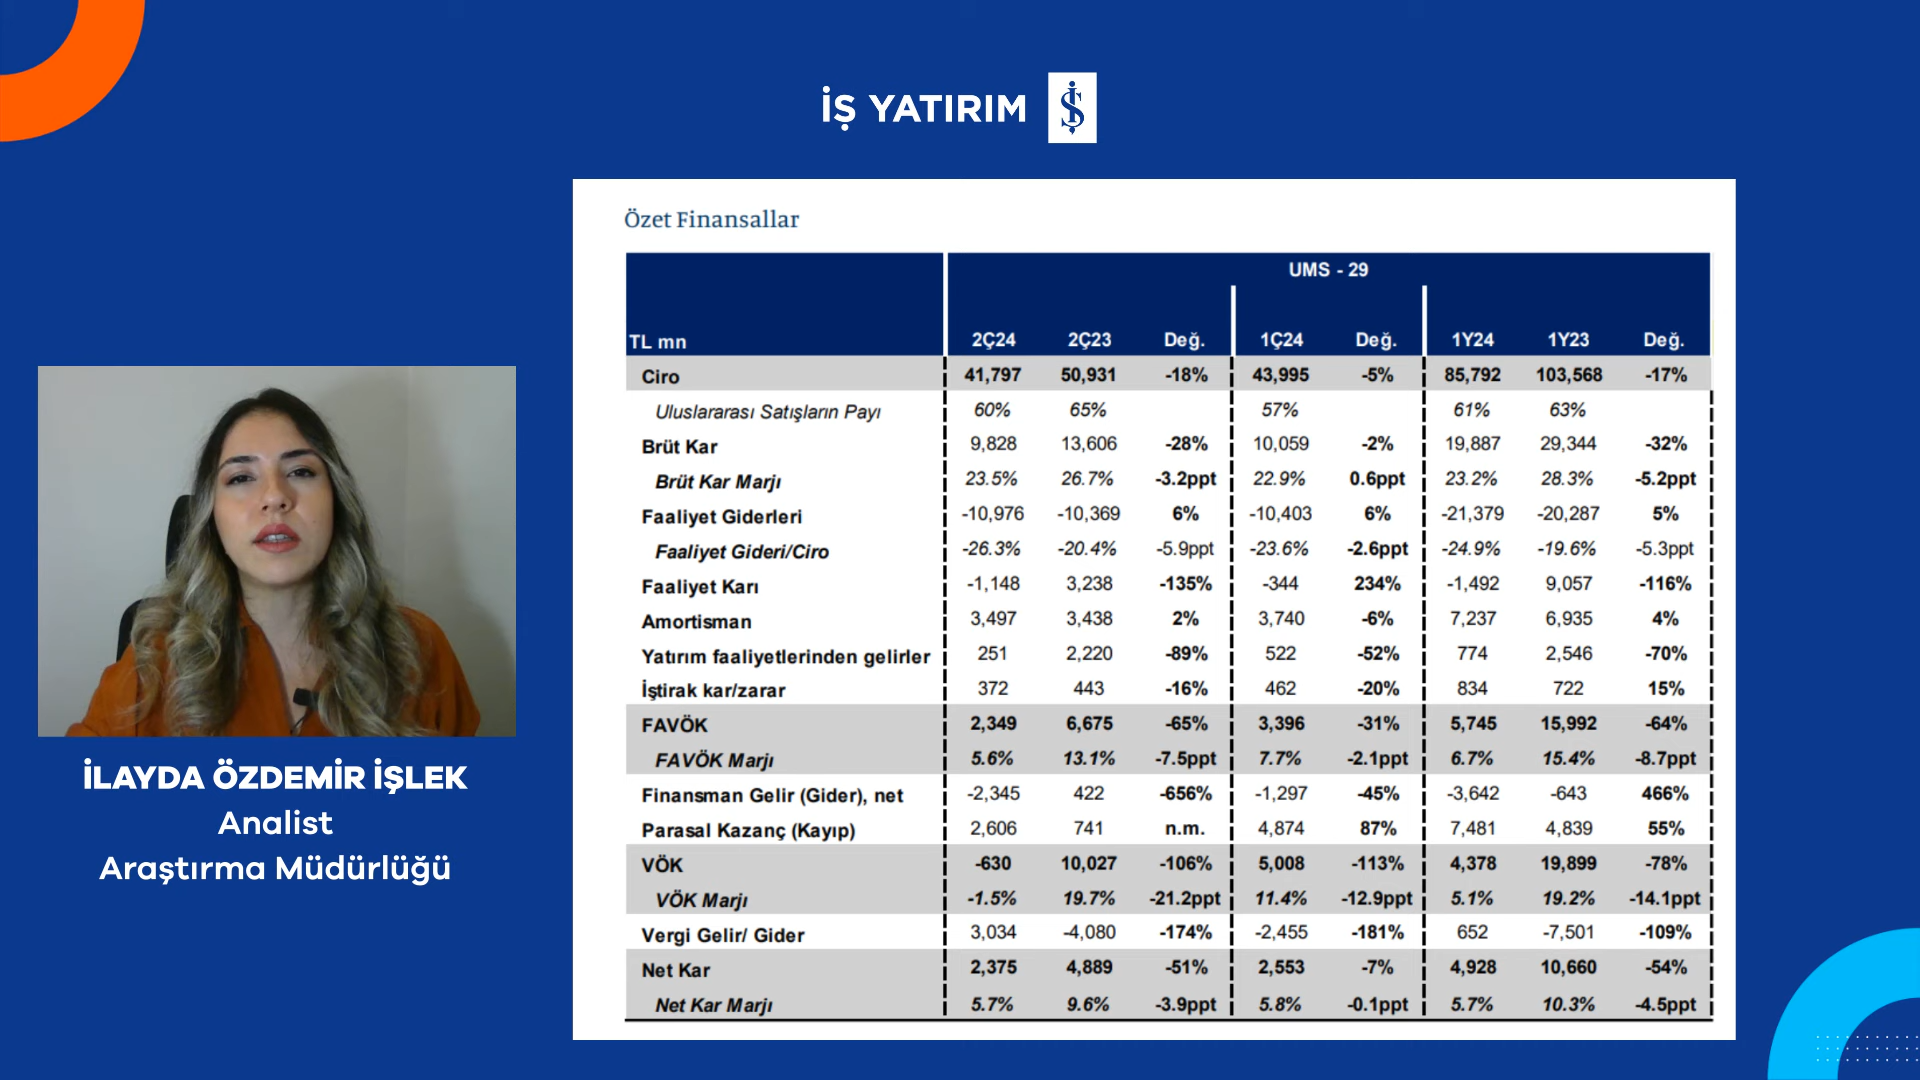 İŞ YATIRIM
Özet Finansallar
UMS - 29
TL mn 2Ç24 2Ç23 Değ. 1Ç24 Değ. 1Y24 1Y23 Değ.
Ciro 41,797 50,931 -18% 43,995 -5% 85,792 103,568 -17%
Uluslararası Satışların Payı 60% 65% 57% 61% 63%
Brüt Kar 9,828 13,606 -28% 10,059 -2% 19,887 29,344 -32%
Brüt Kar Marjı 23.5% 26.7% -3.2ppt 22.9% 0.6ppt 23.2% 28.3% -5.2ppt
Faaliyet Giderleri -10,976 -10,369 6% -10,403 6% -21,379 -20,287 5%
Faaliyet Gideri/Ciro -26.3% -20.4% -5.9ppt -23.6% -2.6ppt -24.9% -19.6% -5.3ppt
Faaliyet Karı -1,148 3,238 -135% -344 234% -1,492 9,057 -116%
Amortisman 3,497 3,438 2% 3,740 -6% 7,237 6,935 4%
Yatırım faaliyetlerinden gelirler 251 2,220 -89% 522 -52% 774 2,546 -70%
İştirak kar/zarar 372 443 -16% 462 -20% 834 722 15%
FAVÖK 2,349 6,675 -65% 3,396 -31% 5,745 15,992 -64%
FAVÖK Marjı 5.6% 13.1% -7.5ppt 7.7% -2.1ppt 6.7% 15.4% -8.7ppt
Finansman Gelir (Gider), net -2,345 422 -656% -1,297 -45% -3,642 -643 466%
Parasal Kazanç (Kayıp) 2,606 741 n.m. 4,874 87% 7,481 4,839 55%
VÖK -630 10,027 -106% 5,008 -113% 4,378 19,899 -78%
VÖK Marjı -1.5% 19.7% -21.2ppt 11.4% -12.9ppt 5.1% 19.2% -14.1ppt
Vergi Gelir/ Gider 3,034 -4,080 -174% -2,455 -181% 652 -7,501 -109%
Net Kar 2,375 4,889 -51% 2,553 -7% 4,928 10,660 -54%
Net Kar Marjı 5.7% 9.6% -3.9ppt 5.8% -0.1ppt 5.7% 10.3% -4.5ppt
İLAYDA ÖZDEMİR İŞLEK
Analist
Araştırma Müdürlüğü